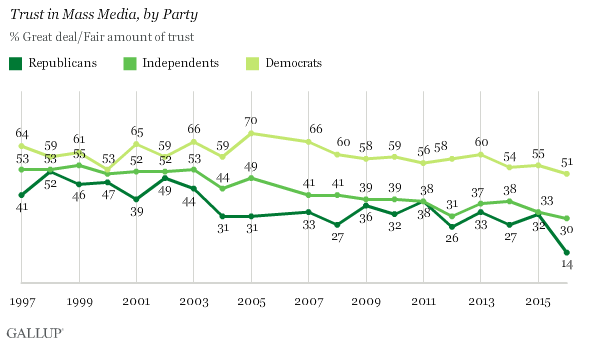 Trust in Mass Media, by Party
% Great deal/Fair amount of trust
Republicans Independents Democrats
64 59 61 53 65 59 66 59 70 66 60 58 59 56 58 60 54 55 51
53 53 55 52 52 53 44 49 41 41 39 39 38 31 37 38 33 30
41 52 46 47 39 49 44 31 31 33 27 36 32 38 26 33 27 32 14
1997 1999 2001 2003 2005 2007 2009 2011 2013 2015
GALLUP®